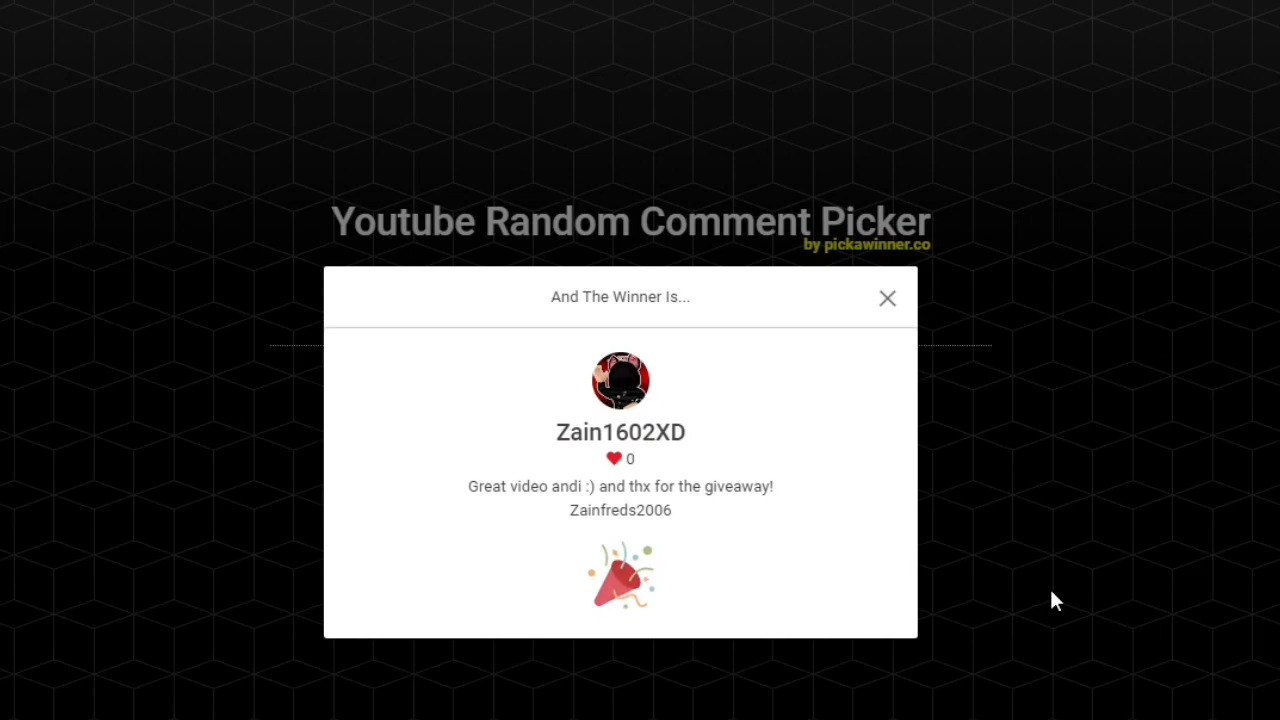 Youtube Random Comment Picker
by pickawinner.co
And The Winner Is...
Zain1602XD
0
Great video andi :) and thx for the giveaway!
Zainfreds2006